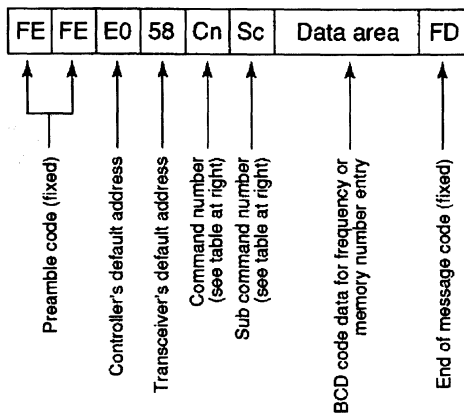 FE FE E0 58 Cn Sc Data area FD
Preamble code (fixed)
Controller's default address
Transceiver's default address
Command number
(see table at right)
Sub command number
(see table at right)
BCD code data for frequency or
memory number entry
End of message code (fixed)